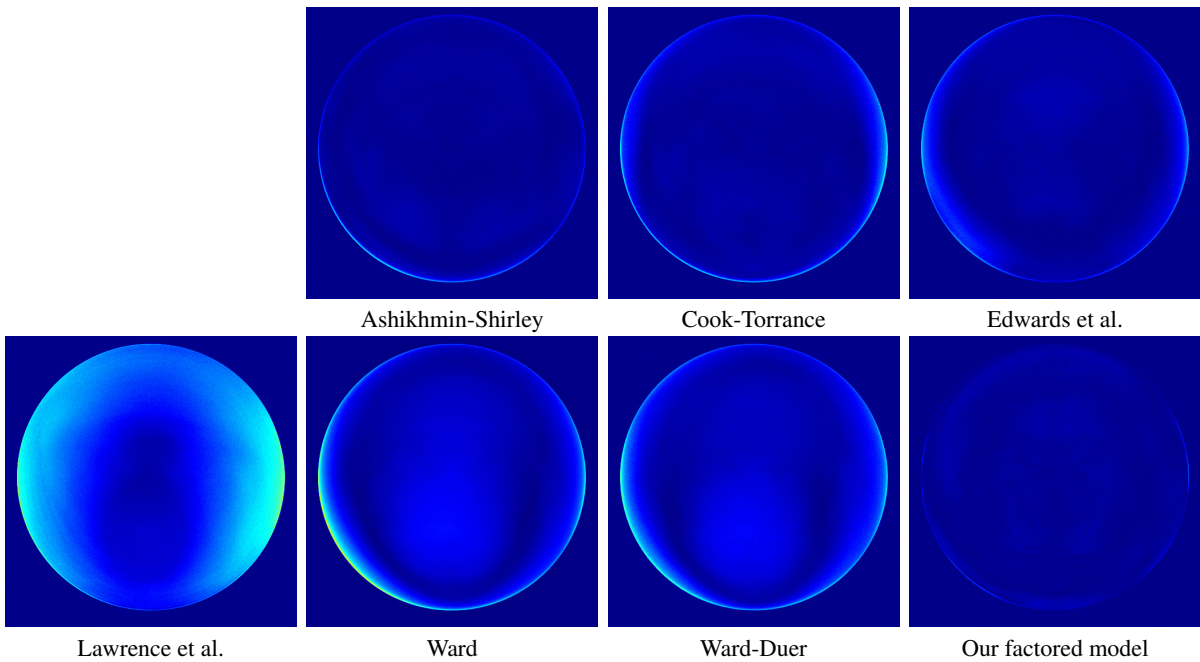 Ashikhmin-Shirley
Cook-Torrance
Edwards et al.
Lawrence et al.
Ward
Ward-Duer
Our factored model